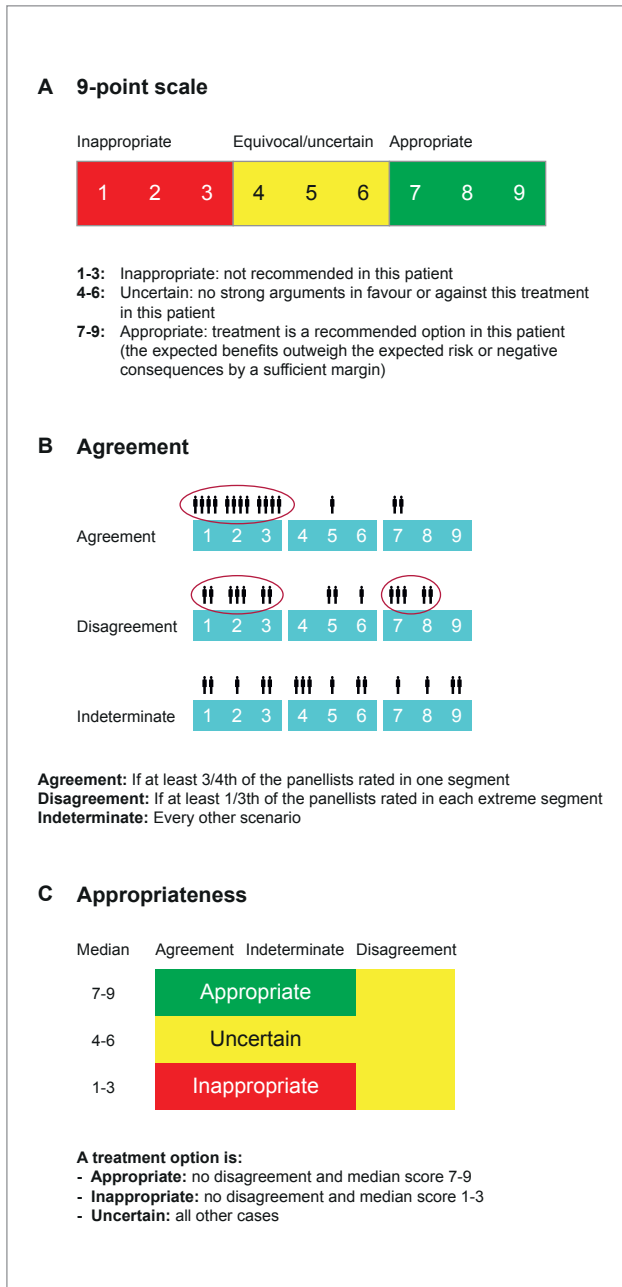 A 9-point scale
Inappropriate Equivocal/uncertain Appropriate
1 2 3 4 5 6 7 8 9
1-3: Inappropriate: not recommended in this patient
4-6: Uncertain: no strong arguments in favour or against this treatment
in this patient
7-9: Appropriate: treatment is a recommended option in this patient
(the expected benefits outweigh the expected risk or negative
consequences by a sufficient margin)
B Agreement
Agreement 1 2 3 4 5 6 7 8 9
Disagreement 1 2 3 4 5 6 7 8 9
Indeterminate 1 2 3 4 5 6 7 8 9
Agreement: If at least 3/4th of the panellists rated in one segment
Disagreement: If at least 1/3th of the panellists rated in each extreme segment
Indeterminate: Every other scenario
C Appropriateness
Median Agreement Indeterminate Disagreement
7-9 Appropriate
4-6 Uncertain
1-3 Inappropriate
A treatment option is:
- Appropriate: no disagreement and median score 7-9
- Inappropriate: no disagreement and median score 1-3
- Uncertain: all other cases